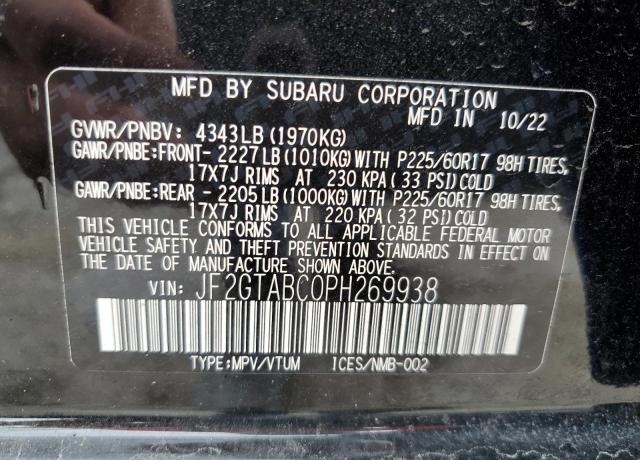 MFD BY SUBARU CORPORATION
MFD IN 10/22
GVWR/PNBV: 4343LB (1970KG)
GAWR/PNBE:FRONT- 2227 LB (1010KG) WITH P225/60R17 98H TIRES,
17X7J RIMS AT 230 KPA (33 PSI) COLD
GAWR/PNBE:REAR - 2205 LB (1000KG) WITH P225/60R17 98H TIRES,
17X7J RIMS AT 220 KPA (32 PSI) COLD
THIS VEHICLE CONFORMS TO ALL APPLICABLE FEDERAL MOTOR
VEHICLE SAFETY AND THEFT PREVENTION STANDARDS IN EFFECT ON
THE DATE OF MANUFACTURE SHOWN ABOVE.
VIN: JF2GTABC0PH269938
TYPE:MPV/VTUM ICES/NMB-002